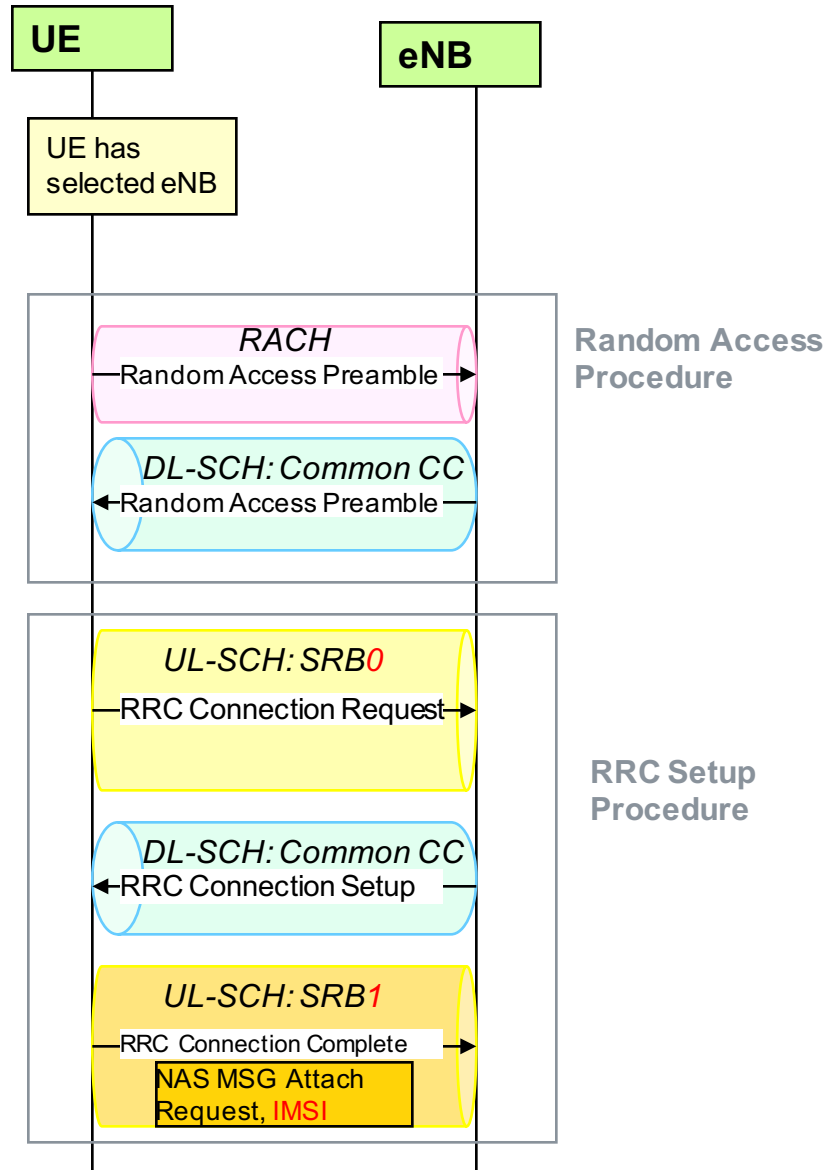 UE
eNB
UE has
selected eNB
RACH
Random Access Preamble
Random Access
Procedure
DL-SCH: Common CC
Random Access Preamble
UL-SCH: SRB0
RRC Connection Request
RRC Setup
Procedure
DL-SCH: Common CC
RRC Connection Setup
UL-SCH: SRB1
RRC Connection Complete
NAS MSG Attach
Request, IMSI